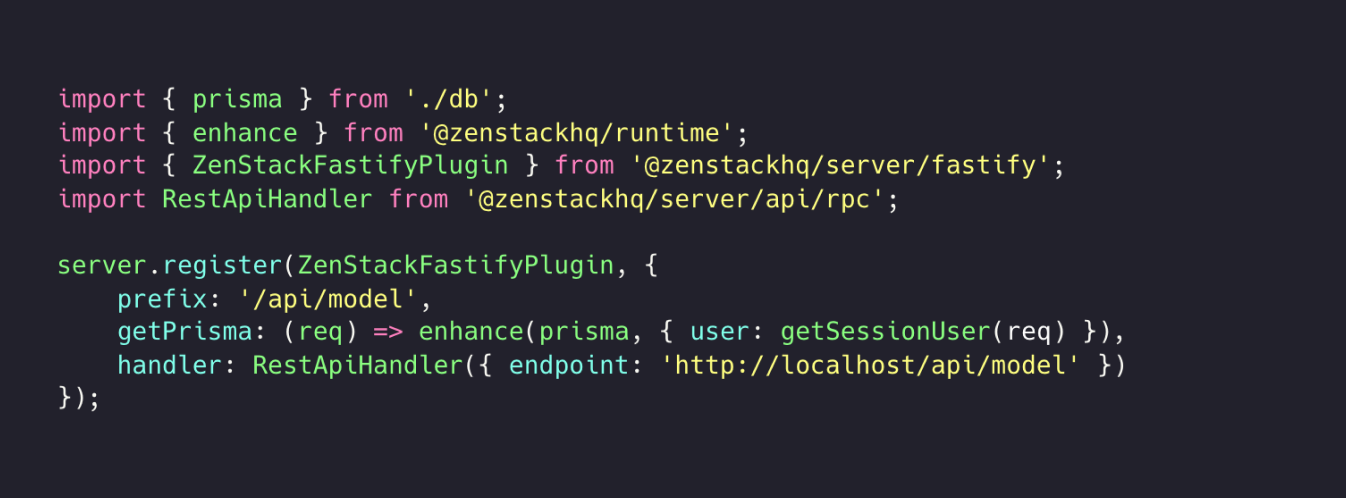 import { prisma } from './db';
import { enhance } from '@zenstackhq/runtime';
import { ZenStackFastifyPlugin } from '@zenstackhq/server/fastify';
import RestApiHandler from '@zenstackhq/server/api/rpc';

server.register(ZenStackFastifyPlugin, {
    prefix: '/api/model',
    getPrisma: (req) => enhance(prisma, { user: getSessionUser(req) }),
    handler: RestApiHandler({ endpoint: 'http://localhost/api/model' })
});